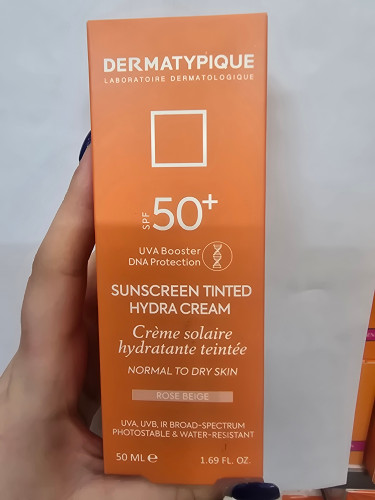 DERMATYPIQUE
LABORATOIRE DERMATOLOGIQUE
SPF 50+
UVA Booster
DNA Protection
SUNSCREEN TINTED
HYDRA CREAM
Crème solaire
hydratante teintée
NORMAL TO DRY SKIN
ROSE BEIGE
UVA, UVB, IR BROAD-SPECTRUM
PHOTOSTABLE & WATER-RESISTANT
50 ML e 1.69 FL. OZ.